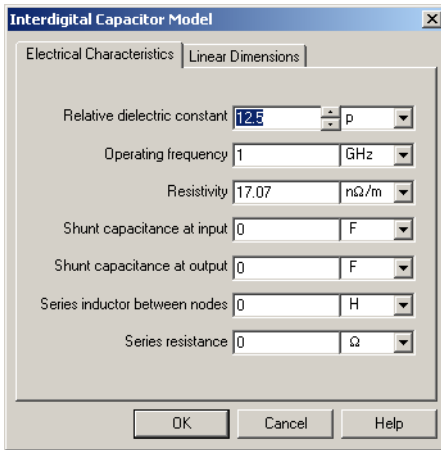 Interdigital Capacitor Model
Electrical Characteristics Linear Dimensions
Relative dielectric constant 12.5 p
Operating frequency 1 GHz
Resistivity 17.07 nΩ/m
Shunt capacitance at input 0 F
Shunt capacitance at output 0 F
Series inductor between nodes 0 H
Series resistance 0 Ω
OK Cancel Help